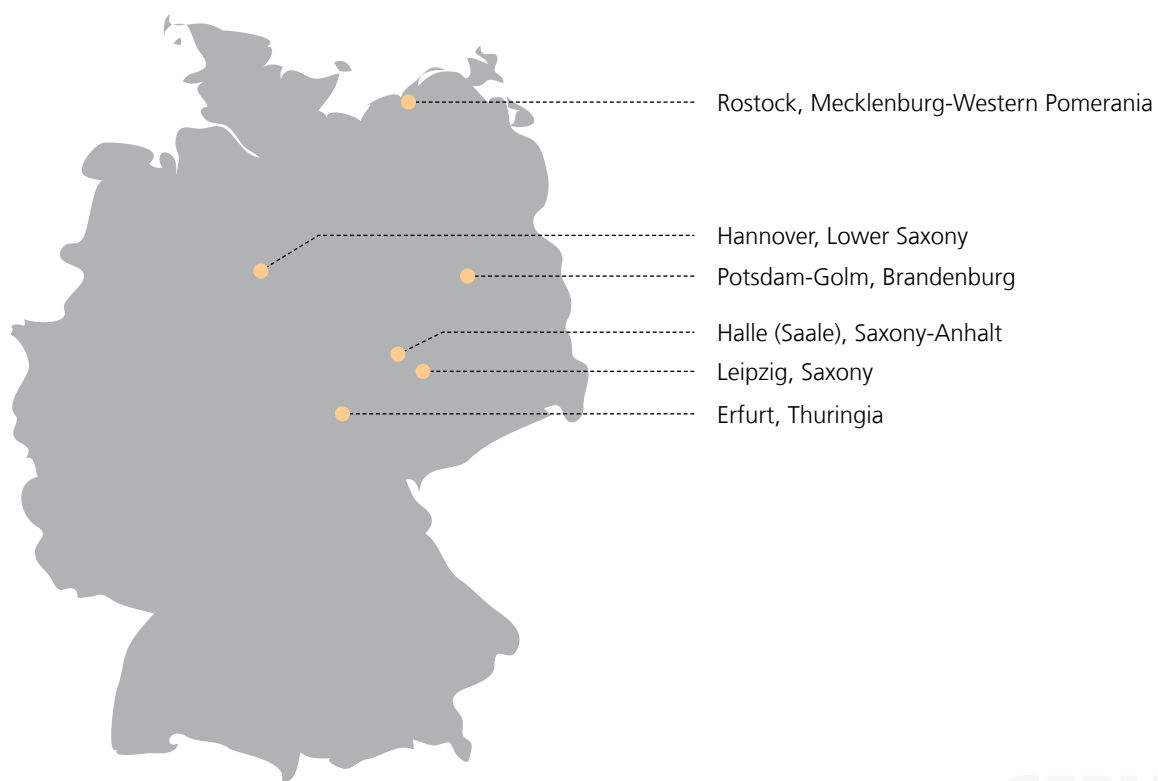 Rostock, Mecklenburg-Western Pomerania
Hannover, Lower Saxony
Potsdam-Golm, Brandenburg
Halle (Saale), Saxony-Anhalt
Leipzig, Saxony
Erfurt, Thuringia